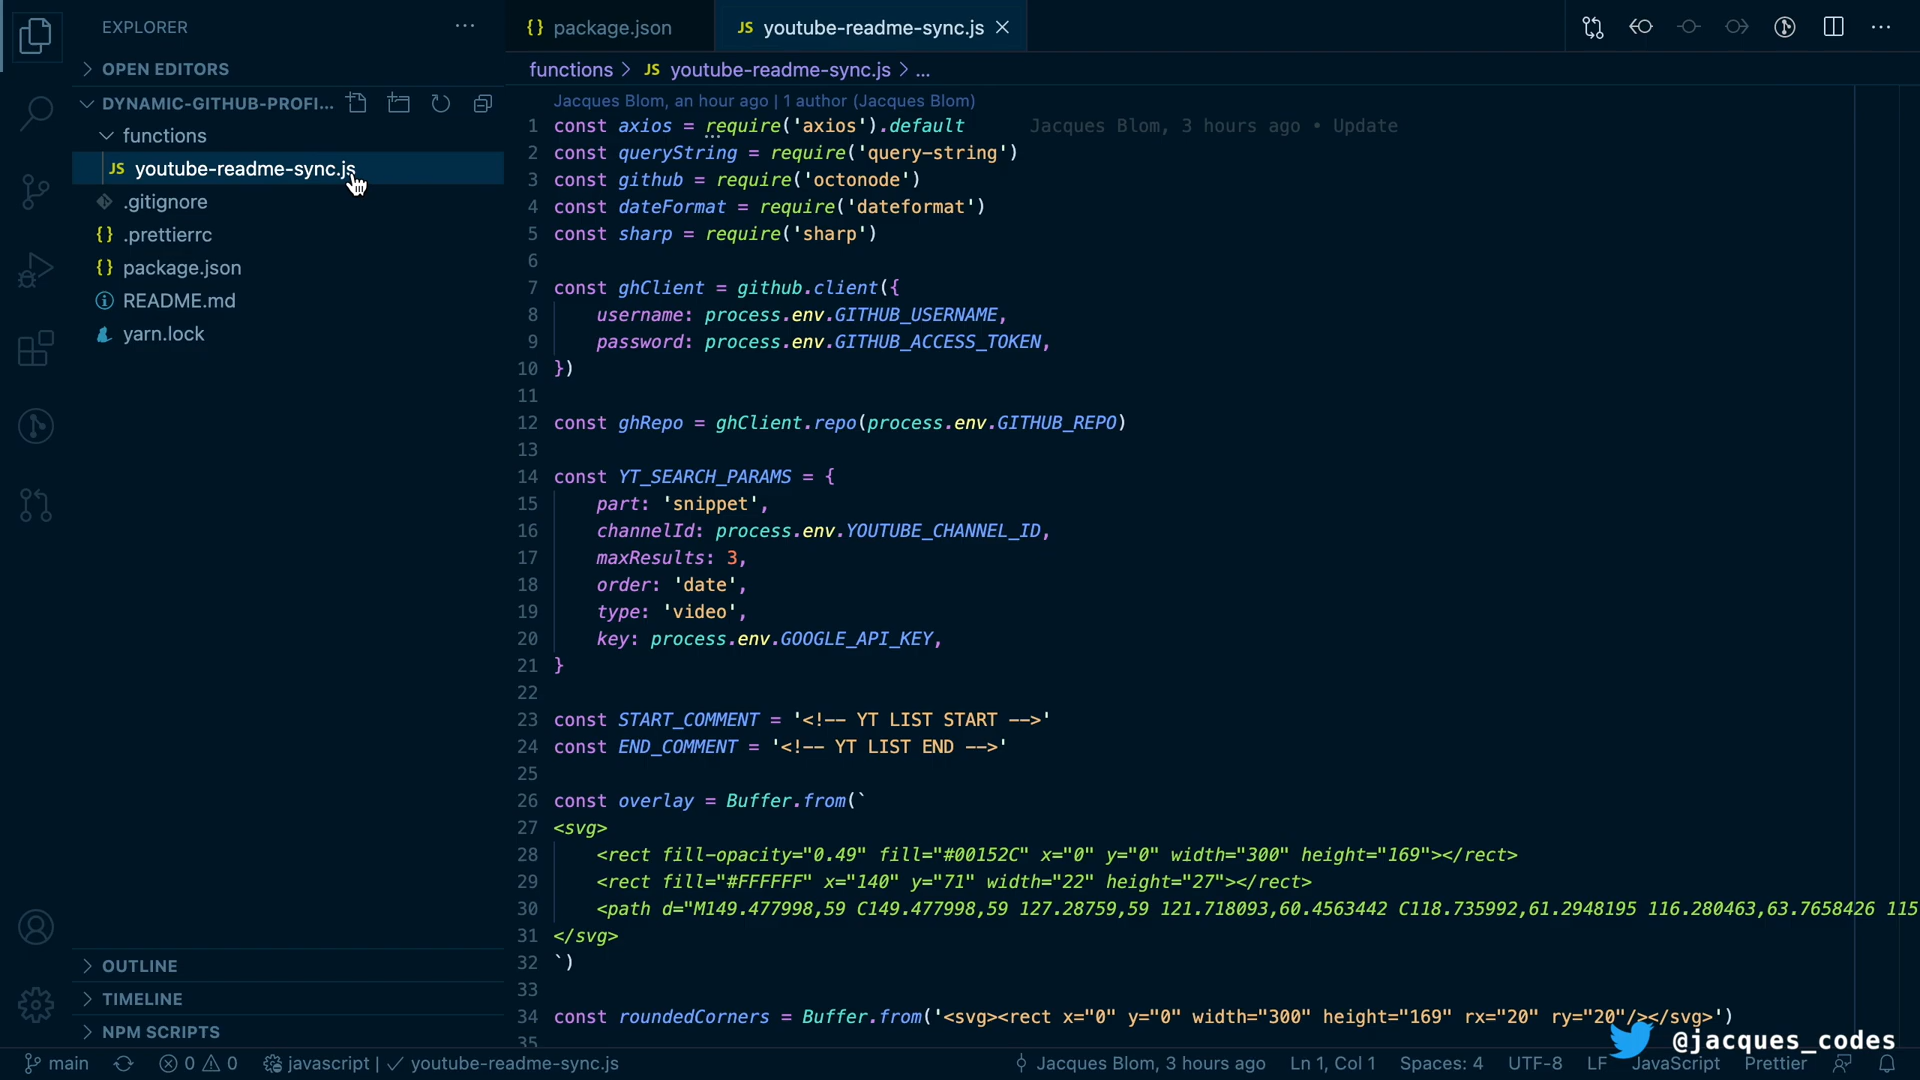 EXPLORER
OPEN EDITORS
DYNAMIC-GITHUB-PROFI...
functions
JS youtube-readme-sync.js
.gitignore
{} .prettierrc
{} package.json
README.md
yarn.lock
OUTLINE
TIMELINE
NPM SCRIPTS
{} package.json
JS youtube-readme-sync.js
functions > JS youtube-readme-sync.js > ...
Jacques Blom, an hour ago | 1 author (Jacques Blom)
1 const axios = require('axios').default Jacques Blom, 3 hours ago • Update
2 const queryString = require('query-string')
3 const github = require('octonode')
4 const dateFormat = require('dateformat')
5 const sharp = require('sharp')
6
7 const ghClient = github.client({
8 username: process.env.GITHUB_USERNAME,
9 password: process.env.GITHUB_ACCESS_TOKEN,
10 })
11
12 const ghRepo = ghClient.repo(process.env.GITHUB_REPO)
13
14 const YT_SEARCH_PARAMS = {
15 part: 'snippet',
16 channelId: process.env.YOUTUBE_CHANNEL_ID,
17 maxResults: 3,
18 order: 'date',
19 type: 'video',
20 key: process.env.GOOGLE_API_KEY,
21 }
22
23 const START_COMMENT = '<!-- YT LIST START -->'
24 const END_COMMENT = '<!-- YT LIST END -->'
25
26 const overlay = Buffer.from(`
27 <svg>
28 <rect fill-opacity="0.49" fill="#00152C" x="0" y="0" width="300" height="169"></rect>
29 <rect fill="#FFFFFF" x="140" y="71" width="22" height="27"></rect>
30 <path d="M149.477998,59 C149.477998,59 127.28759,59 121.718093,60.4563442 C118.735992,61.2948195 116.280463,63.7658426 115
31 </svg>
32 `)
33
34 const roundedCorners = Buffer.from('<svg><rect x="0" y="0" width="300" height="169" rx="20" ry="20"/></svg>')
35
@jacques_codes
main 0 0 javascript | ✓ youtube-readme-sync.js Jacques Blom, 3 hours ago Ln 1, Col 1 Spaces: 4 UTF-8 LF JavaScript Prettier